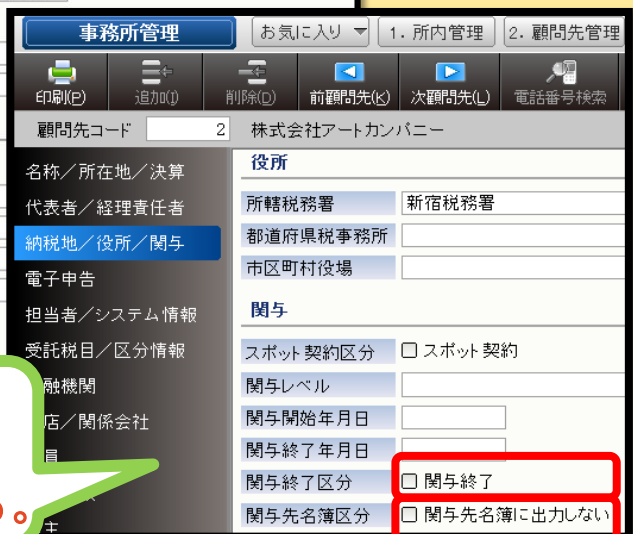 事務所管理 お気に入り 1. 所内管理 2. 顧問先管理
印刷(P) 追加(I) 削除(D) 前顧問先(K) 次顧問先(L) 電話番号検索
顧問先コード 2 株式会社アートカンパニー
名称／所在地／決算
代表者／経理責任者
納税地／役所／関与
電子申告
担当者／システム情報
受託税目／区分情報
融機関
店／関係会社
員
主
役所
所轄税務署 新宿税務署
都道府県税事務所
市区町村役場
関与
スポット契約区分 スポット契約
関与レベル
関与開始年月日
関与終了年月日
関与終了区分 関与終了
関与先名簿区分 関与先名簿に出力しない
。